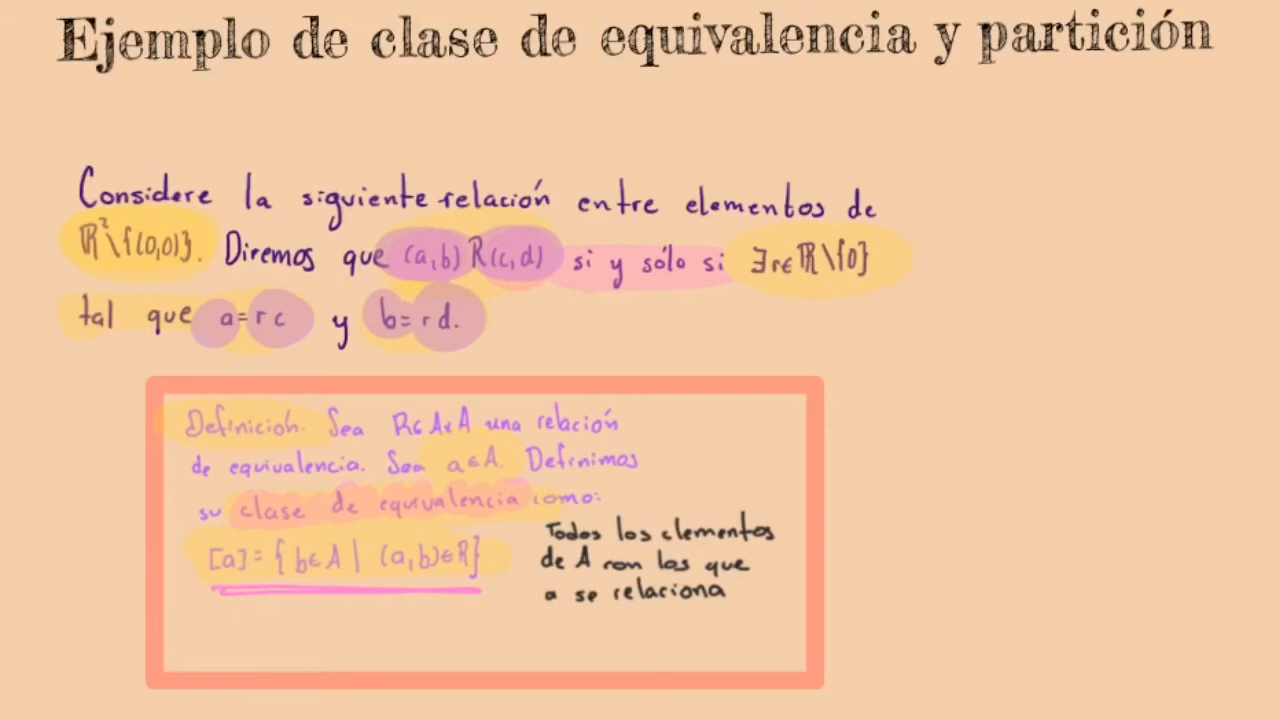 Ejemplo de clase de equivalencia y partición
Considere la siguiente relación entre elementos de
ℝ²\{(0,0)}. Diremos que (a,b)R(c,d) si y sólo si ∃r∈ℝ\{0}
tal que a=rc y b=rd.
Definición. Sea R⊆A×A una relación
de equivalencia. Sea a∈A. Definimos
su clase de equivalencia como:
[a]={b∈A | (a,b)∈R}
Todos los elementos
de A con los que
a se relaciona